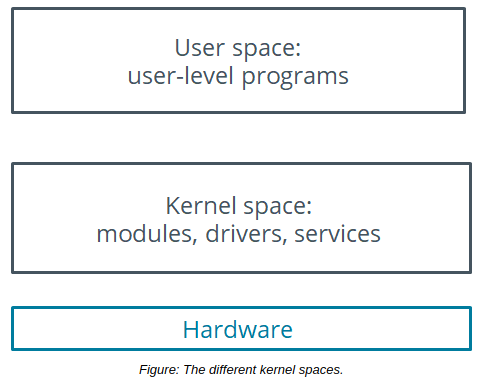 User space:
user-level programs
Kernel space:
modules, drivers, services
Hardware
Figure: The different kernel spaces.